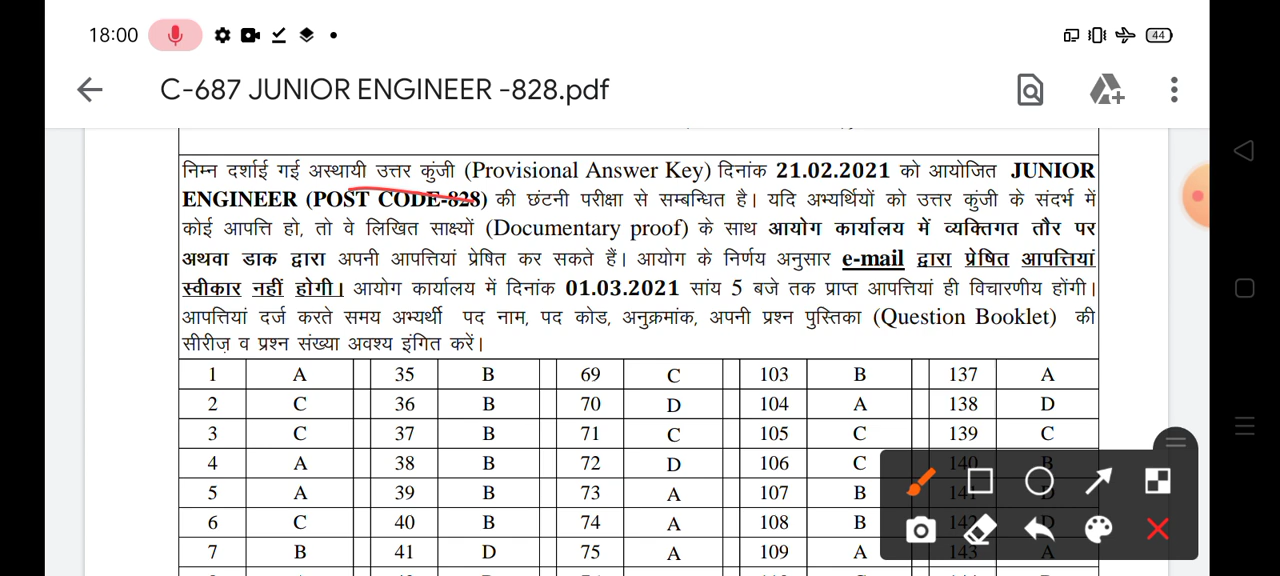 18:00
44
C-687 JUNIOR ENGINEER -828.pdf
निम्न दर्शाई गई अस्थायी उत्तर कुंजी (Provisional Answer Key) दिनांक 21.02.2021 को आयोजित JUNIOR
ENGINEER (POST CODE-828) की छंटनी परीक्षा से सम्बन्धित है। यदि अभ्यर्थियों को उत्तर कुंजी के संदर्भ में
कोई आपत्ति हो, तो वे लिखित साक्ष्यों (Documentary proof) के साथ आयोग कार्यालय में व्यक्तिगत तौर पर
अथवा डाक द्वारा अपनी आपत्तियां प्रेषित कर सकते हैं। आयोग के निर्णय अनुसार e-mail द्वारा प्रेषित आपत्तियां
स्वीकार नहीं होगी। आयोग कार्यालय में दिनांक 01.03.2021 सांय 5 बजे तक प्राप्त आपत्तियां ही विचारणीय होंगी।
आपत्तियां दर्ज करते समय अभ्यर्थी पद नाम, पद कोड, अनुक्रमांक, अपनी प्रश्न पुस्तिका (Question Booklet) की
सीरीज़ व प्रश्न संख्या अवश्य इंगित करें।
1 A 35 B 69 C 103 B 137 A
2 C 36 B 70 D 104 A 138 D
3 C 37 B 71 C 105 C 139 C
4 A 38 B 72 D 106 C 140 B
5 A 39 B 73 A 107 B 141 D
6 C 40 B 74 A 108 B 142 D
7 B 41 D 75 A 109 A 143 A